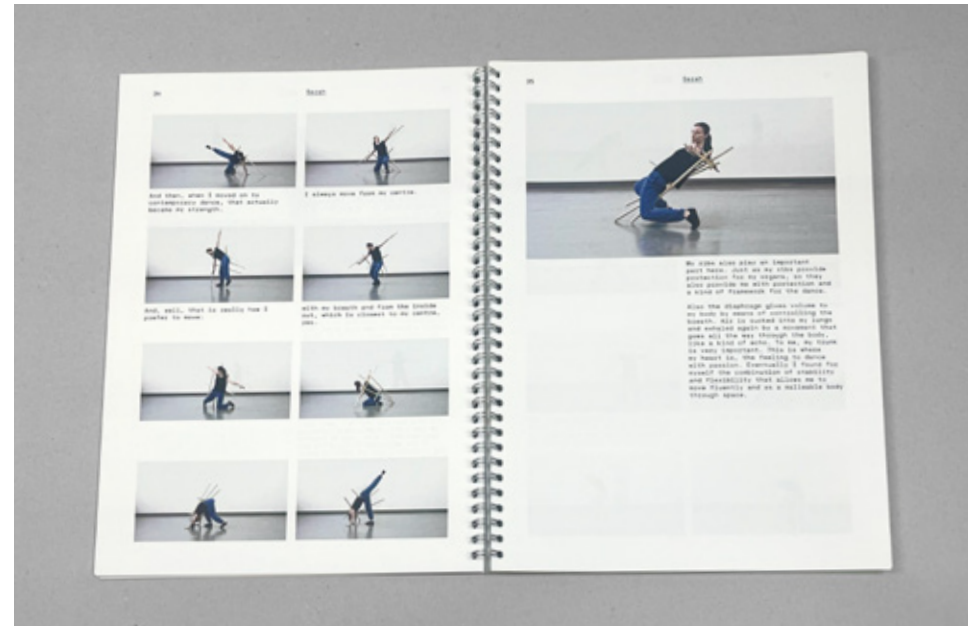 34
Sarah
And then, when I moved on to
contemporary dance, that actually
became my strength.
I always move from my centre.
And, well, that is really how I
prefer to move:
with my breath and from the inside
out, which is closest to my centre,
yes.
35
Sarah
My ribs also play an important
part here. Just as my ribs provide
protection for my organs, so they
also provide me with protection and
a kind of framework for the dance.
Also the diaphragm gives volume to
my body by means of controlling the
breath. Air is sucked into my lungs
and exhaled again by a movement that
goes all the way through the body,
like a kind of echo. To me, my trunk
is very important. This is where
my heart is, the feeling to dance
with passion. Eventually I found for
myself the combination of stability
and flexibility that allows me to
move fluently and as a malleable body
through space.